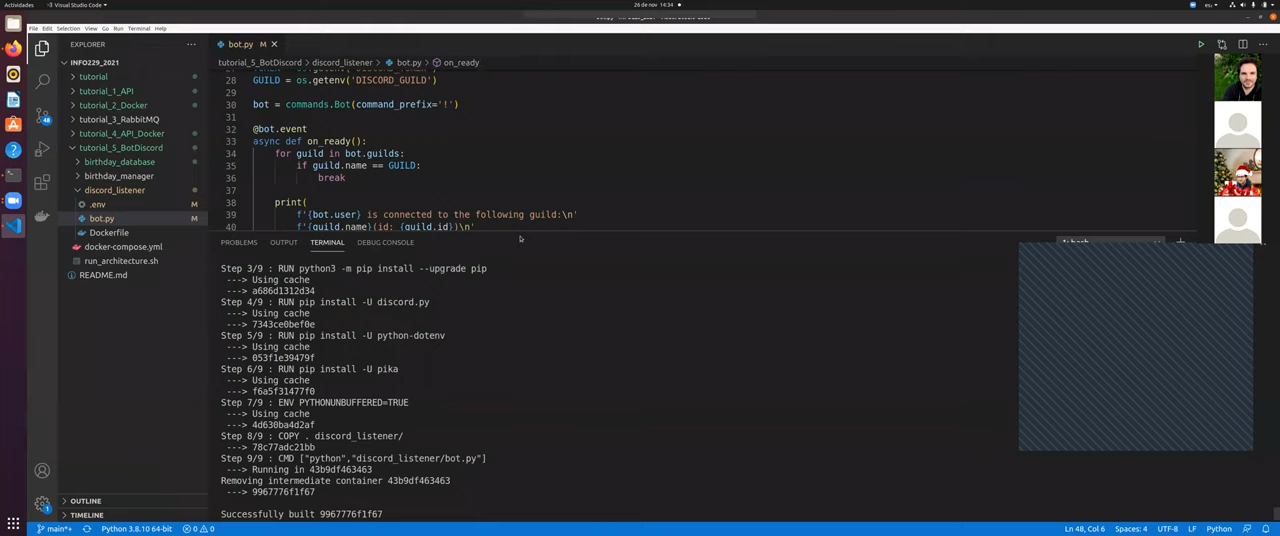 Actividades
Visual Studio Code
26 de nov 14:34
es
File Edit Selection View Go Run Terminal Help
EXPLORER
INFO229_2021
tutorial
tutorial_1_API
tutorial_2_Docker
tutorial_3_RabbitMQ
tutorial_4_API_Docker
tutorial_5_BotDiscord
birthday_database
birthday_manager
discord_listener
.env M
bot.py M
Dockerfile
docker-compose.yml
run_architecture.sh
README.md
OUTLINE
TIMELINE
48
1
bot.py M
tutorial_5_BotDiscord > discord_listener > bot.py > on_ready
28 GUILD = os.getenv('DISCORD_GUILD')
29
30 bot = commands.Bot(command_prefix='!')
31
32 @bot.event
33 async def on_ready():
34 for guild in bot.guilds:
35 if guild.name == GUILD:
36 break
37
38 print(
39 f'{bot.user} is connected to the following guild:\n'
40 f'{guild.name}(id: {guild.id})\n'
PROBLEMS OUTPUT TERMINAL DEBUG CONSOLE
1: bash
Step 3/9 : RUN python3 -m pip install --upgrade pip
---> Using cache
---> a686d1312d34
Step 4/9 : RUN pip install -U discord.py
---> Using cache
---> 7343ce0bef0e
Step 5/9 : RUN pip install -U python-dotenv
---> Using cache
---> 053f1e39479f
Step 6/9 : RUN pip install -U pika
---> Using cache
---> f6a5f31477f0
Step 7/9 : ENV PYTHONUNBUFFERED=TRUE
---> Using cache
---> 4d630ba4d2af
Step 8/9 : COPY . discord_listener/
---> 78c77adc21bb
Step 9/9 : CMD ["python","discord_listener/bot.py"]
---> Running in 43b9df463463
Removing intermediate container 43b9df463463
---> 9967776f1f67
Successfully built 9967776f1f67
main*+ Python 3.8.10 64-bit 0 0
Ln 48, Col 6 Spaces: 4 UTF-8 LF Python